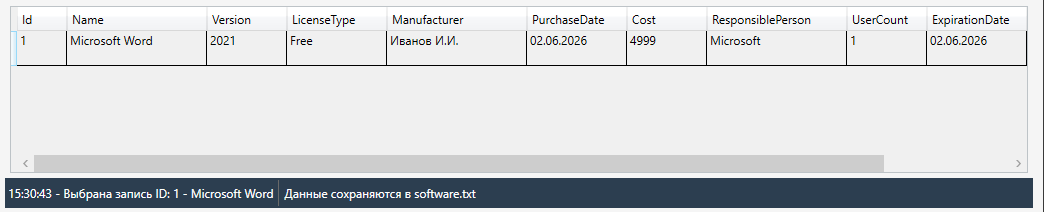 Id Name Version LicenseType Manufacturer PurchaseDate Cost ResponsiblePerson UserCount ExpirationDate
1 Microsoft Word 2021 Free Иванов И.И. 02.06.2026 4999 Microsoft 1 02.06.2026
15:30:43 - Выбрана запись ID: 1 - Microsoft Word Данные сохраняются в software.txt